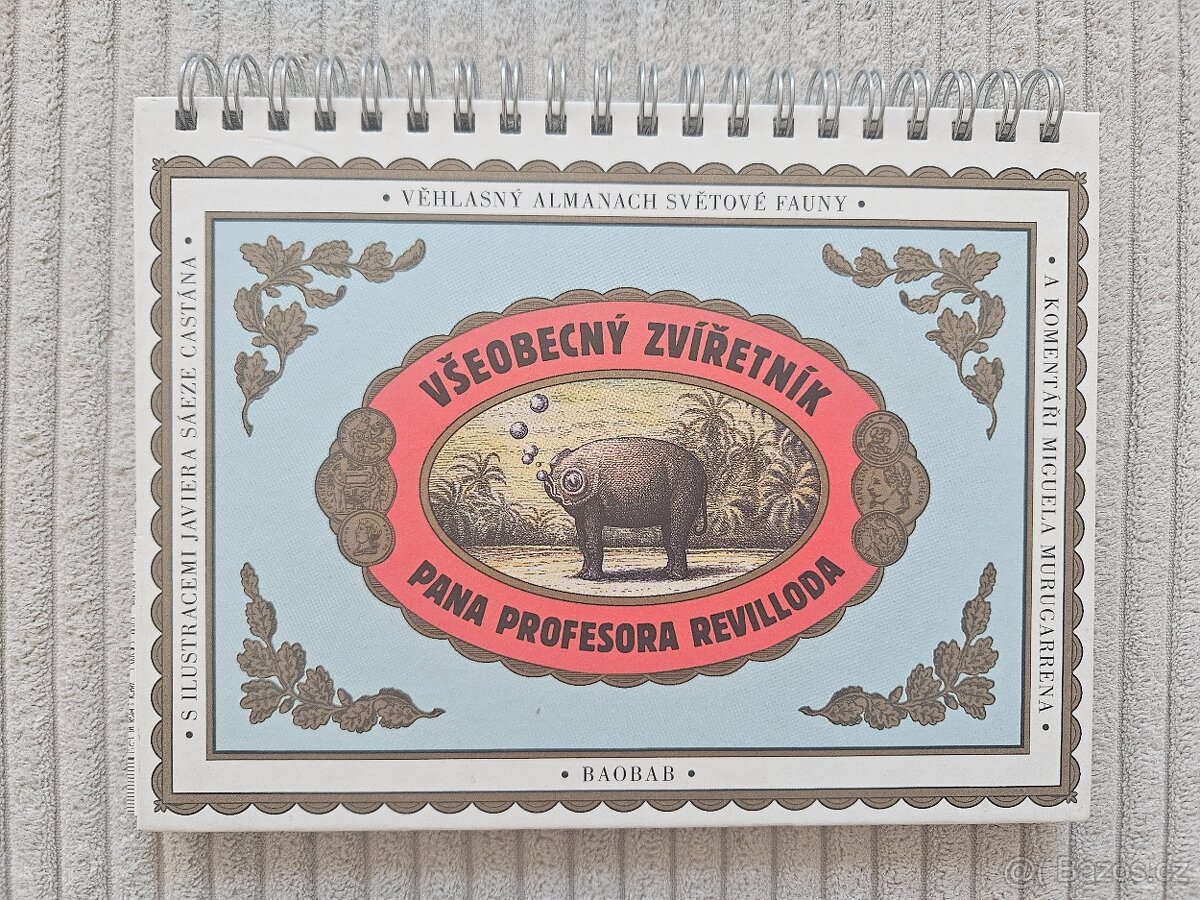 • VĚHLASNÝ ALMANACH SVĚTOVÉ FAUNY •
• S ILUSTRACEMI JAVIERA SÁEZE CASTÁNA •
VŠEOBECNÝ ZVÍŘETNÍK
PANA PROFESORA REVILLODA
• A KOMENTÁŘI MIGUELA MURUGARRENA •
• BAOBAB •
Bazos.cz